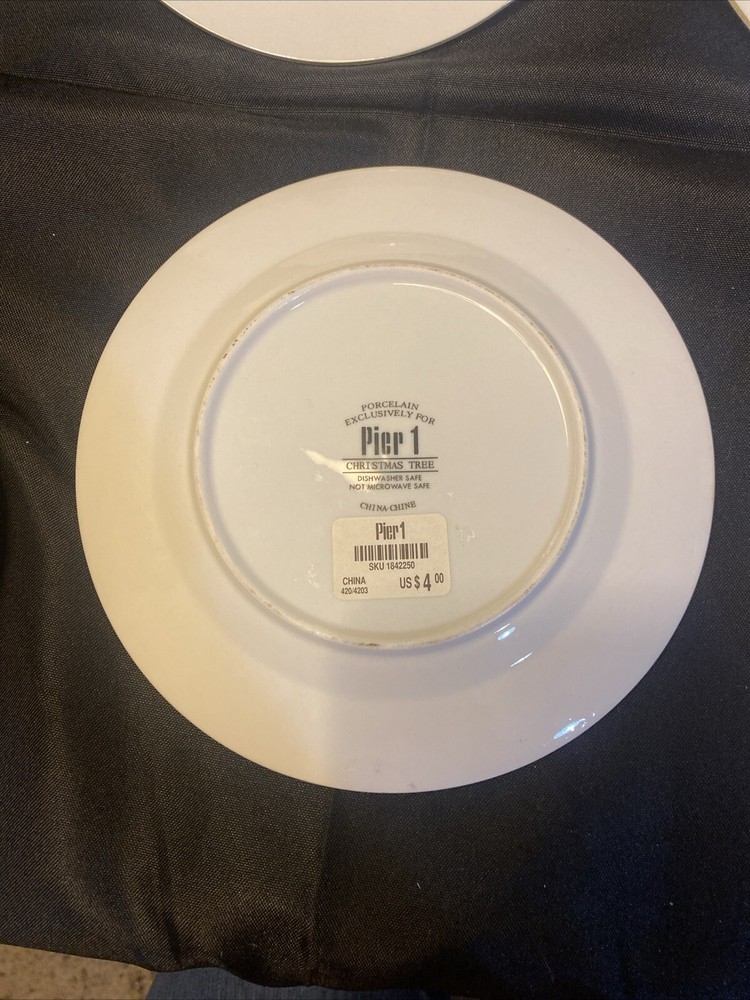 PORCELAIN
EXCLUSIVELY FOR
Pier 1
CHRISTMAS TREE
DISHWASHER SAFE
NOT MICROWAVE SAFE
CHINA-CHINE
Pier 1
SKU 1842250
CHINA US $ 4 00
420/4203